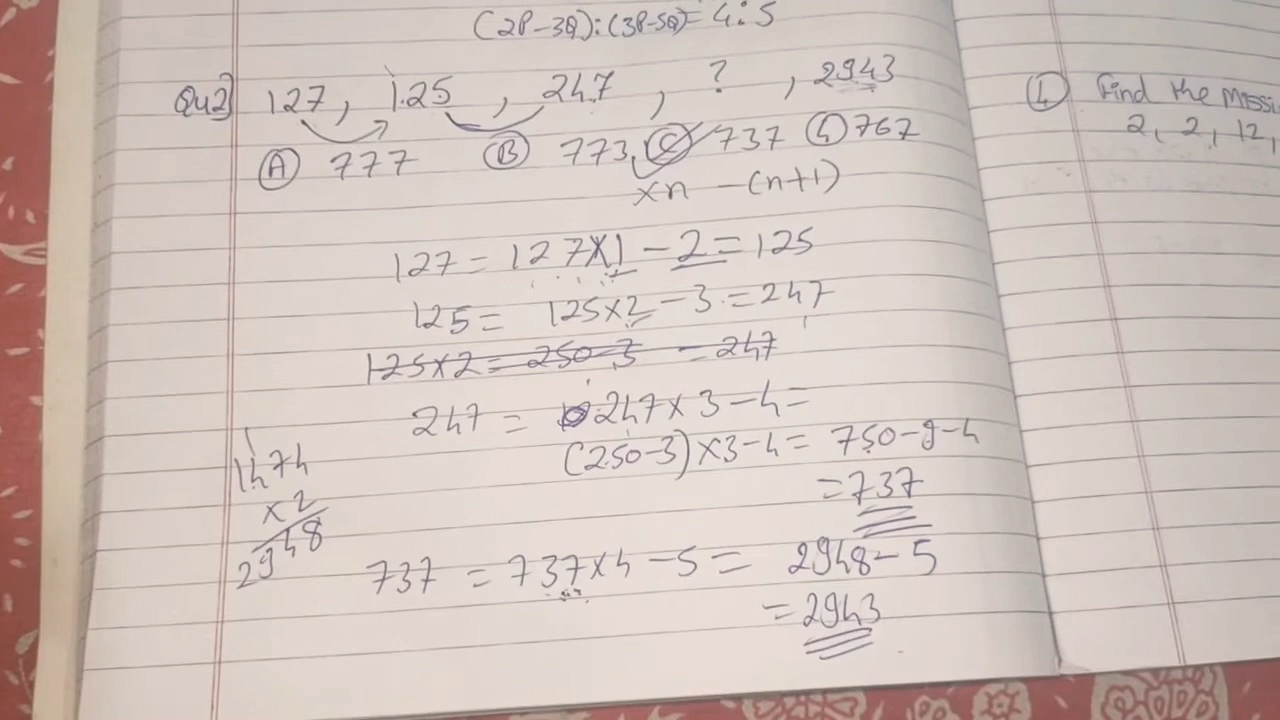 (2P-3Q):(3P-5Q)=4:5
Qu2] 127, 125, 247, ?, 2943
(A) 777 (B) 773, (C) 737 (4) 767
×n -(n+1)
127 = 127×1 - 2 = 125
125 = 125×2 - 3 = 247
125×2 = 250-3 = 247
247 = 247×3-4=
(250-3)×3-4= 750-9-4
=737
1474
×2
2948
737 = 737×4 -5 = 2948-5
=2943
(4) Find the missi
2, 2, 12,